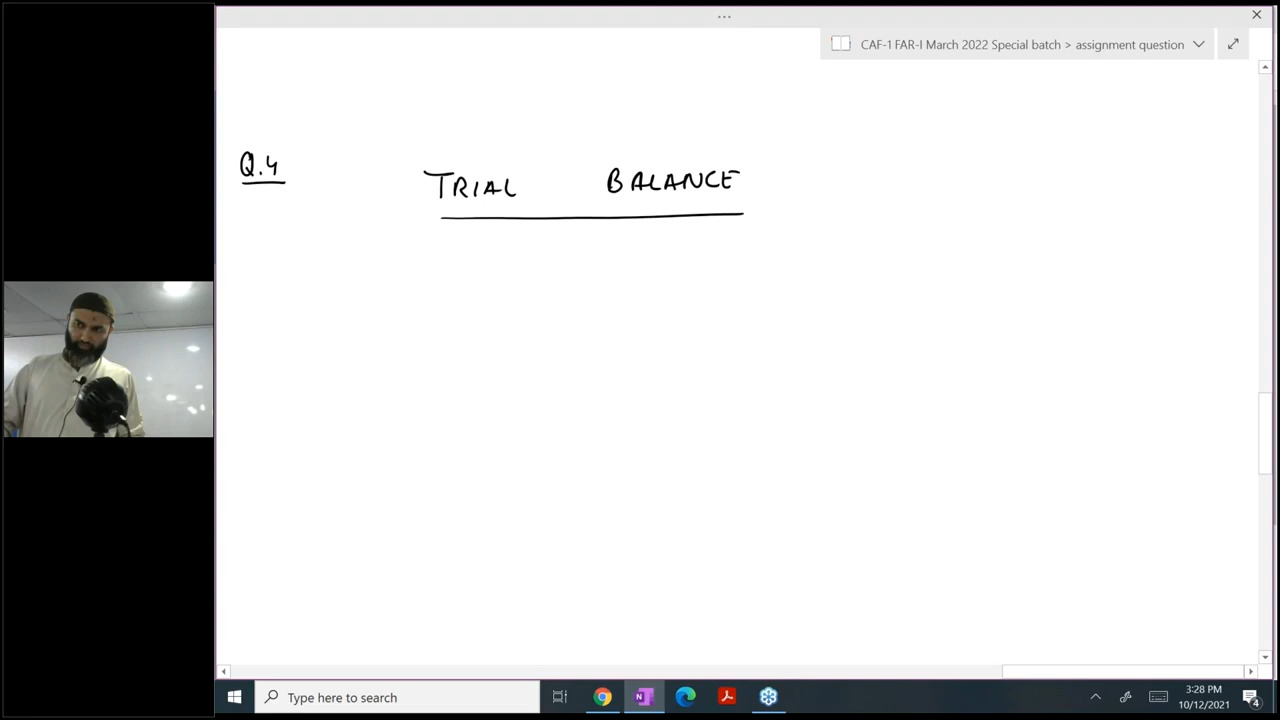 CAF-1 FAR-I March 2022 Special batch > assignment question
Q.4
TRIAL BALANCE
Type here to search
3:28 PM
10/12/2021
4